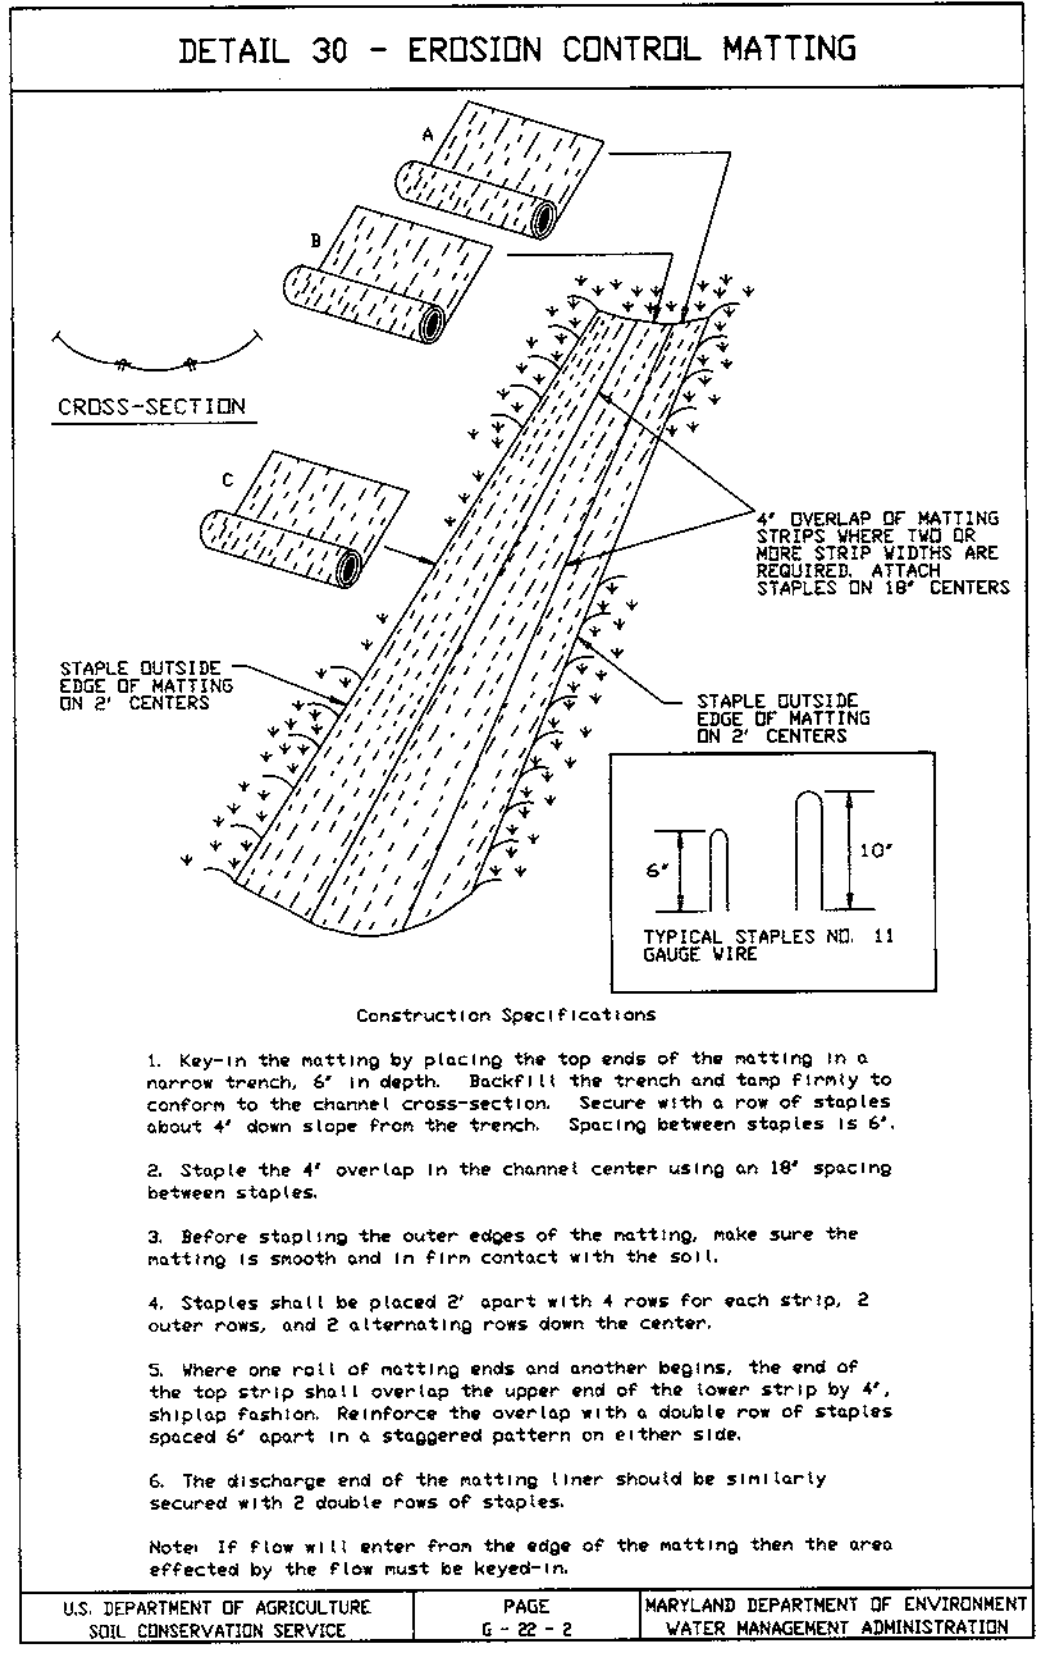 DETAIL 30 - EROSION CONTROL MATTING
A
B
CROSS-SECTION
C
4" OVERLAP OF MATTING
STRIPS WHERE TWO OR
MORE STRIP WIDTHS ARE
REQUIRED. ATTACH
STAPLES ON 18" CENTERS
STAPLE OUTSIDE
EDGE OF MATTING
ON 2' CENTERS
STAPLE OUTSIDE
EDGE OF MATTING
ON 2' CENTERS
6"
10"
TYPICAL STAPLES NO. 11
GAUGE WIRE
Construction Specifications
1. Key-in the matting by placing the top ends of the matting in a
narrow trench, 6" in depth. Backfill the trench and tamp firmly to
conform to the channel cross-section. Secure with a row of staples
about 4" down slope from the trench. Spacing between staples is 6".
2. Staple the 4" overlap in the channel center using an 18" spacing
between staples.
3. Before stapling the outer edges of the matting, make sure the
matting is smooth and in firm contact with the soil.
4. Staples shall be placed 2' apart with 4 rows for each strip, 2
outer rows, and 2 alternating rows down the center.
5. Where one roll of matting ends and another begins, the end of
the top strip shall overlap the upper end of the lower strip by 4",
shiplap fashion. Reinforce the overlap with a double row of staples
spaced 6" apart in a staggered pattern on either side.
6. The discharge end of the matting liner should be similarly
secured with 2 double rows of staples.
Note: If flow will enter from the edge of the matting then the area
effected by the flow must be keyed-in.
U.S. DEPARTMENT OF AGRICULTURE
SOIL CONSERVATION SERVICE
PAGE
G - 22 - 2
MARYLAND DEPARTMENT OF ENVIRONMENT
WATER MANAGEMENT ADMINISTRATION